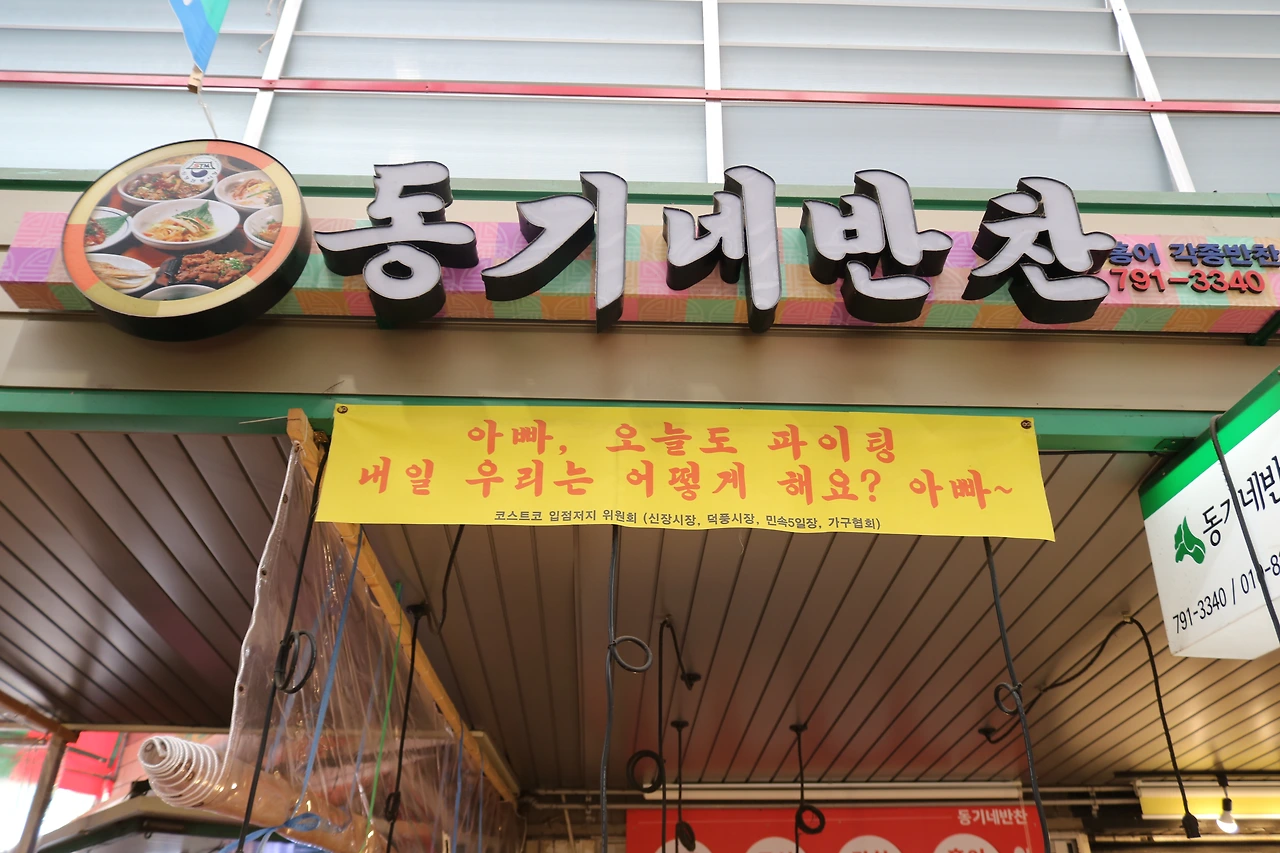 동기네반찬
홍어 각종반찬
791-3340
아빠, 오늘도 파이팅
내일 우리는 어떻게 해요? 아빠~
코스트코 입점저지 위원회 (신장시장, 덕풍시장, 민속5일장, 가구협회)
동기네반
791-3340 / 01
동기네반찬